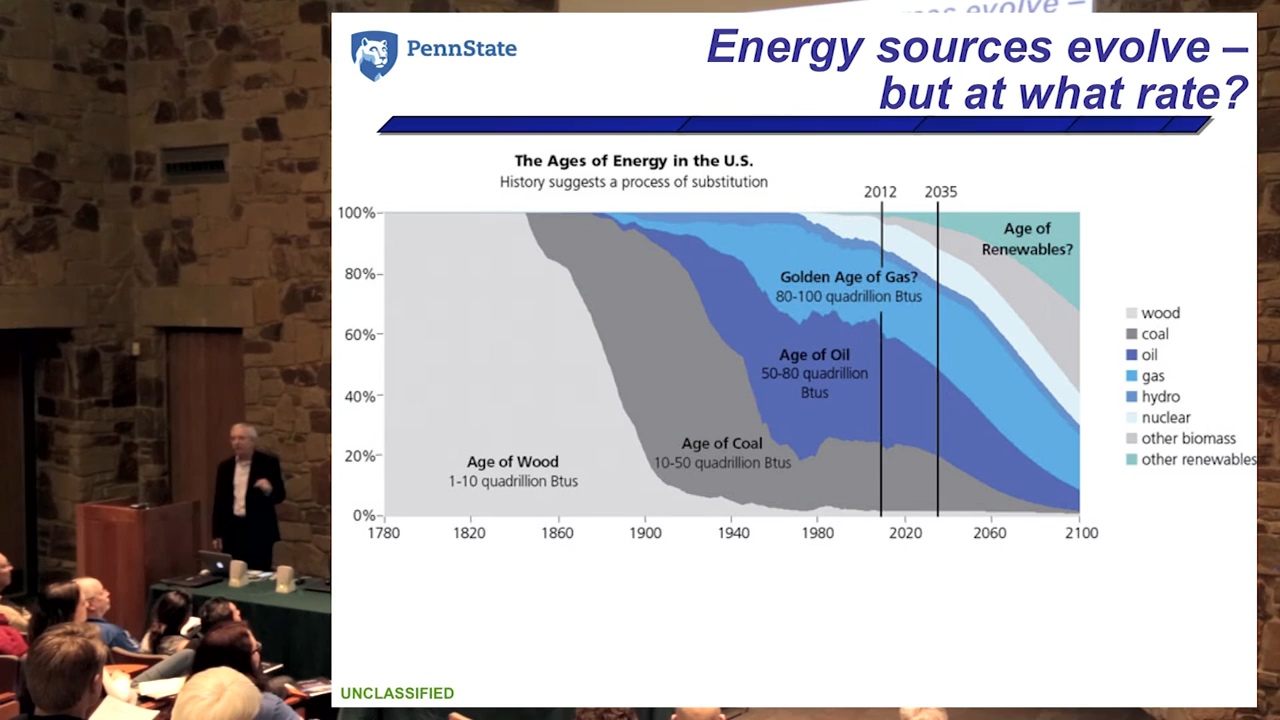 rces evolve –
PennState
Energy sources evolve –
but at what rate?
The Ages of Energy in the U.S.
History suggests a process of substitution
2012 2035
100%
80%
60%
40%
20%
0%
Age of
Renewables?
Golden Age of Gas?
80-100 quadrillion Btus
Age of Oil
50-80 quadrillion
Btus
Age of Coal
10-50 quadrillion Btus
Age of Wood
1-10 quadrillion Btus
1780 1820 1860 1900 1940 1980 2020 2060 2100
wood
coal
oil
gas
hydro
nuclear
other biomass
other renewables
UNCLASSIFIED